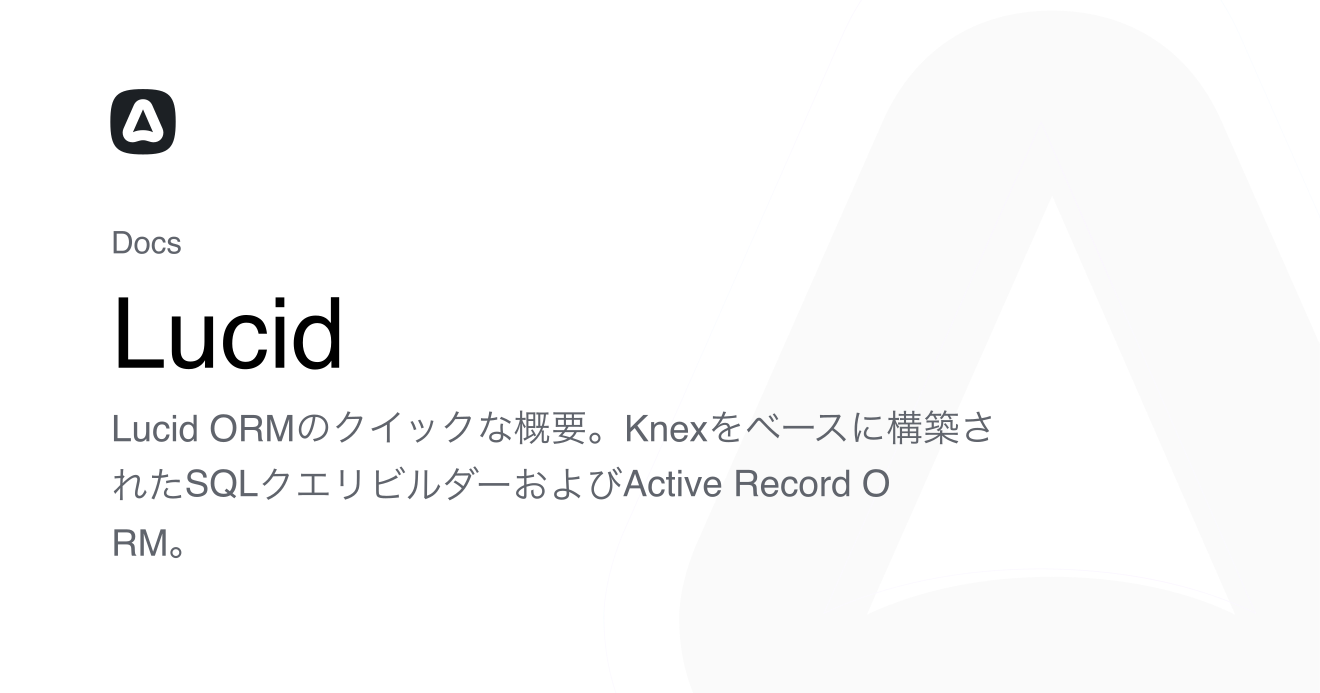 Docs
Lucid
Lucid ORMのクイックな概要。Knexをベースに構築さ
れたSQLクエリビルダーおよびActive Record O
RM。